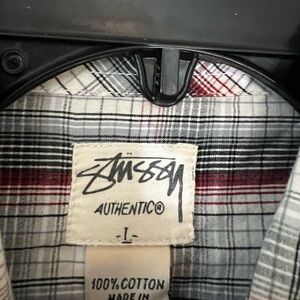 Stüssy
AUTHENTIC®
-L-
100% COTTON
MADE IN